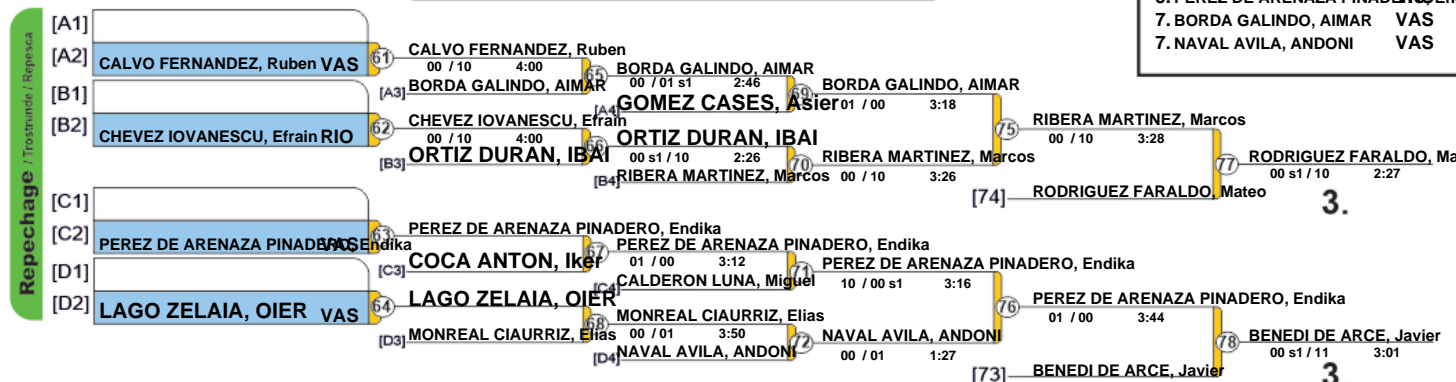 7. BORDA GALINDO, AIMAR VAS
7. NAVAL AVILA, ANDONI VAS
Repechage / Trostrunde / Repesca
[A1]
[A2] CALVO FERNANDEZ, Ruben VAS
[B1]
[B2] CHEVEZ IOVANESCU, Efrain RIO
[C1]
[C2] PEREZ DE ARENAZA PINADERO, Endika VAS
[D1]
[D2] LAGO ZELAIA, OIER VAS
61 CALVO FERNANDEZ, Ruben
00 / 10 4:00
[A3] BORDA GALINDO, AIMAR
62 CHEVEZ IOVANESCU, Efrain
00 / 10 4:00
[B3] ORTIZ DURAN, IBAI
63 PEREZ DE ARENAZA PINADERO, Endika
[C3] COCA ANTON, Iker
64 LAGO ZELAIA, OIER
[D3] MONREAL CIAURRIZ, Elias
65 BORDA GALINDO, AIMAR
00 / 01 s1 2:46
[A4] GOMEZ CASES, Asier
66 ORTIZ DURAN, IBAI
00 s1 / 10 2:26
[B4] RIBERA MARTINEZ, Marcos
67 PEREZ DE ARENAZA PINADERO, Endika
01 / 00 3:12
[C4] CALDERON LUNA, Miguel
68 MONREAL CIAURRIZ, Elias
00 / 01 3:50
[D4] NAVAL AVILA, ANDONI
69 BORDA GALINDO, AIMAR
01 / 00 3:18
70 RIBERA MARTINEZ, Marcos
00 / 10 3:26
71 PEREZ DE ARENAZA PINADERO, Endika
10 / 00 s1 3:16
72 NAVAL AVILA, ANDONI
00 / 01 1:27
75 RIBERA MARTINEZ, Marcos
00 / 10 3:28
[74] RODRIGUEZ FARALDO, Mateo
76 PEREZ DE ARENAZA PINADERO, Endika
01 / 00 3:44
[73] BENEDI DE ARCE, Javier
77 RODRIGUEZ FARALDO, Ma
00 s1 / 10 2:27
3.
78 BENEDI DE ARCE, Javier
00 s1 / 11 3:01
3